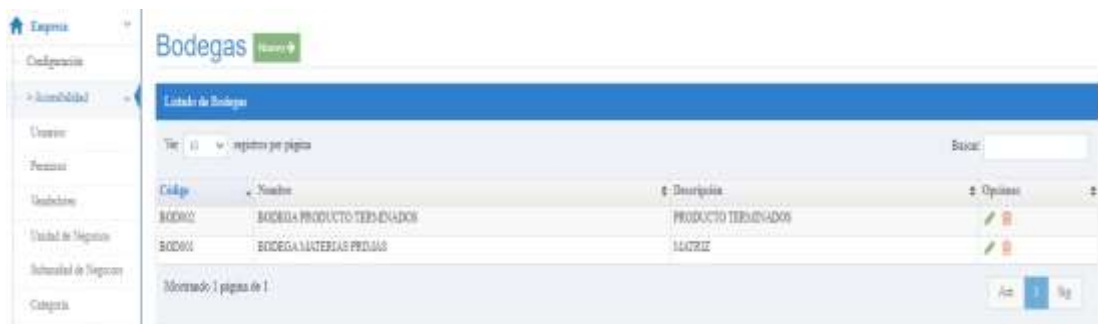 Empresa
Configuración
> Accesibilidad
Usuarios
Permisos
Vendedores
Unidad de Negocios
Subunidad de Negocios
Categoría
Bodegas Nuevo
Listado de Bodegas
Ver registros por página
Buscar:
Código Nombre Descripción Opciones
BOD002 BODEGA PRODUCTO TERMINADOS PRODUCTO TERMINADOS
BOD001 BODEGA MATERIAS PRIMAS MATRIZ
Mostrando 1 página de 1
Ant 1 Sig